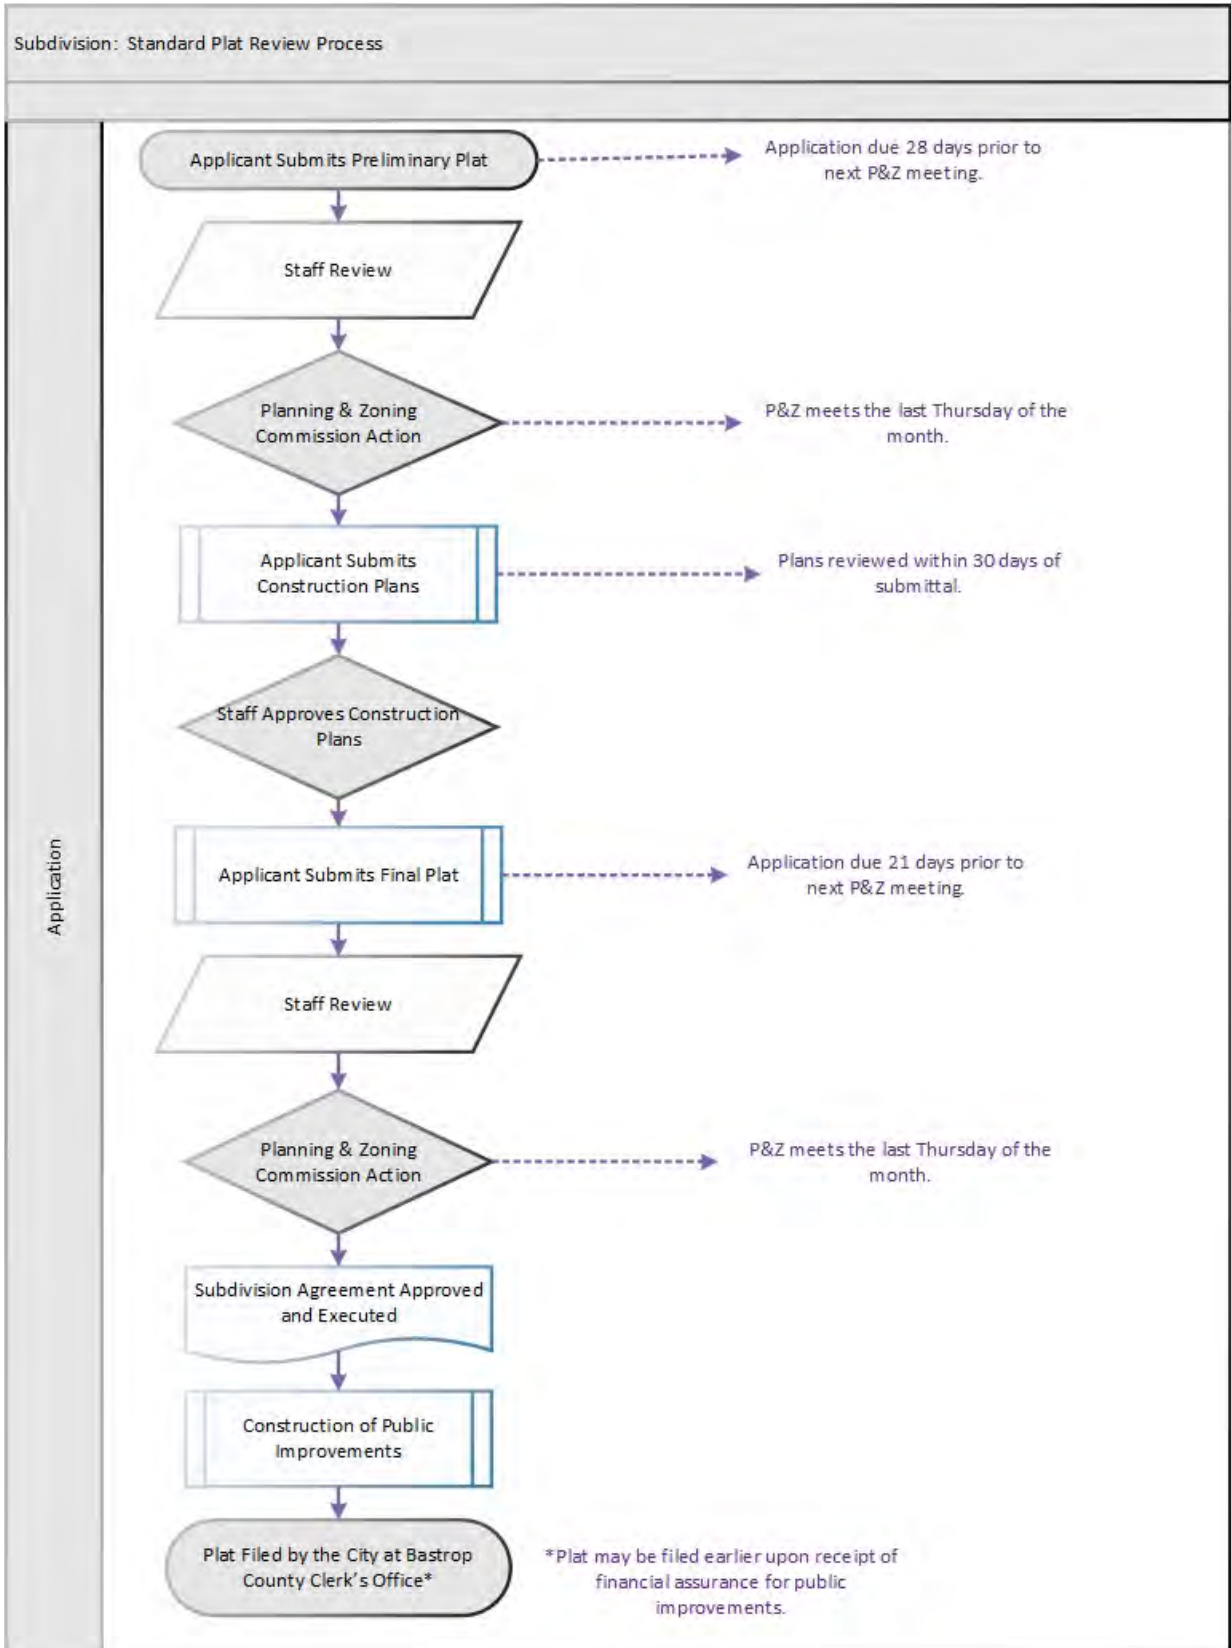 Subdivision: Standard Plat Review Process
Applicant Submits Preliminary Plat
Application due 28 days prior to
next P&Z meeting.
Staff Review
Planning & Zoning
Commission Action
P&Z meets the last Thursday of the
month.
Applicant Submits
Construction Plans
Plans reviewed within 30 days of
submittal.
Staff Approves Construction
Plans
Application
Applicant Submits Final Plat
Application due 21 days prior to
next P&Z meeting.
Staff Review
Planning & Zoning
Commission Action
P&Z meets the last Thursday of the
month.
Subdivision Agreement Approved
and Executed
Construction of Public
Improvements
Plat Filed by the City at Bastrop
County Clerk's Office*
*Plat may be filed earlier upon receipt of
financial assurance for public
improvements.